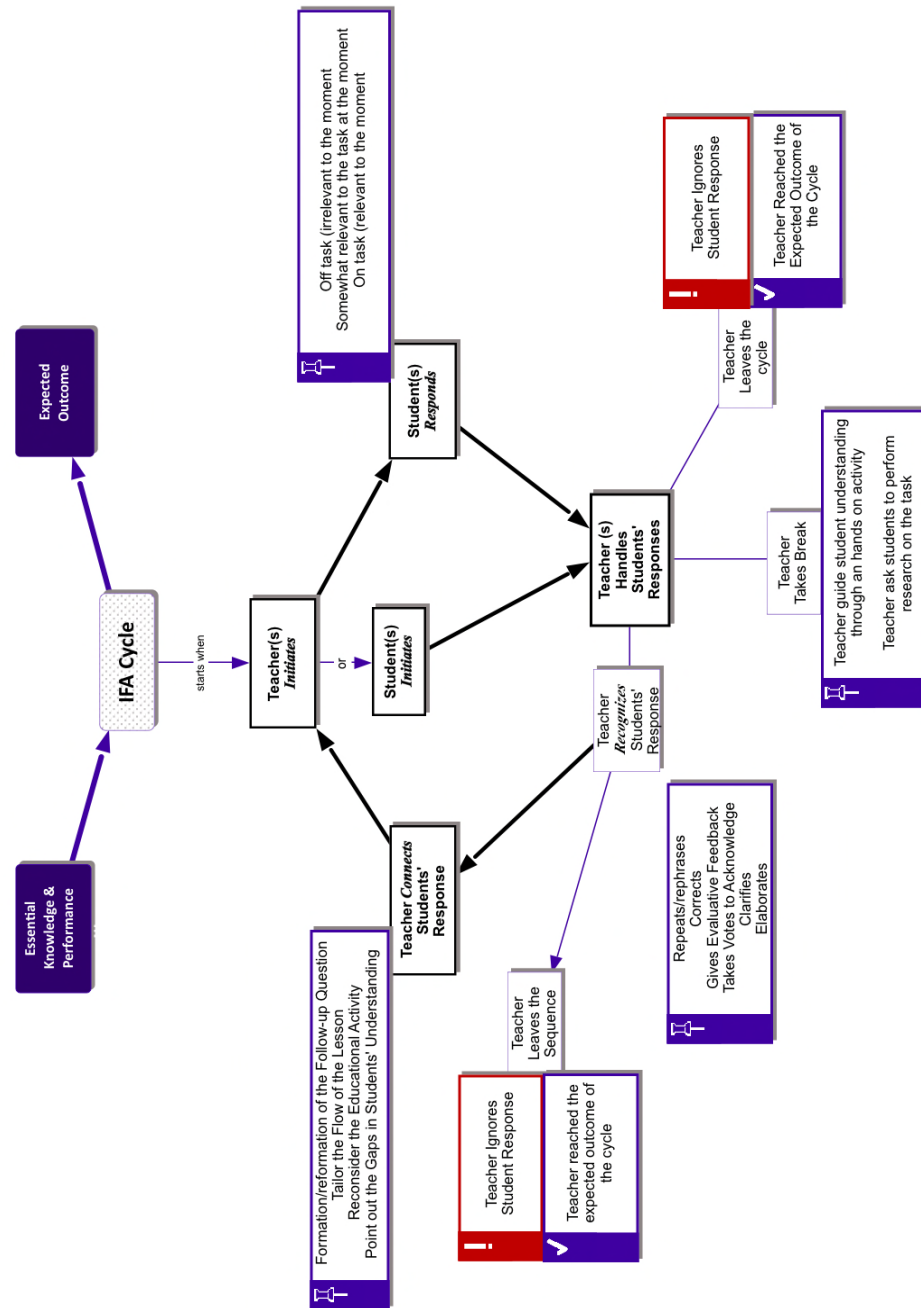 Essential
Knowledge &
Performance
IFA Cycle
Expected
Outcome
starts when
Teacher(s)
Initiates
or
Student(s)
Initiates
Formation/reformation of the Follow-up Question
Tailor the Flow of the Lesson
Reconsider the Educational Activity
Point out the Gaps in Students' Understanding
Teacher Connects
Students'
Response
Off task (irrelevant to the moment
Somewhat relevant to the task at the moment
On task (relevant to the moment
Student(s)
Responds
Teacher Ignores
Student Response
Teacher reached the
expected outcome of
the cycle
Teacher
Leaves the
Sequence
Teacher
Recognizes
Students'
Response
Teacher (s)
Handles
Students'
Responses
Teacher
Leaves the
cycle
Teacher Ignores
Student Response
Teacher Reached the
Expected Outcome of
the Cycle
Repeats/rephrases
Corrects
Gives Evaluative Feedback
Takes Votes to Acknowledge
Clarifies
Elaborates
Teacher
Takes Break
Teacher guide student understanding
through an hands on activity
Teacher ask students to perform
research on the task